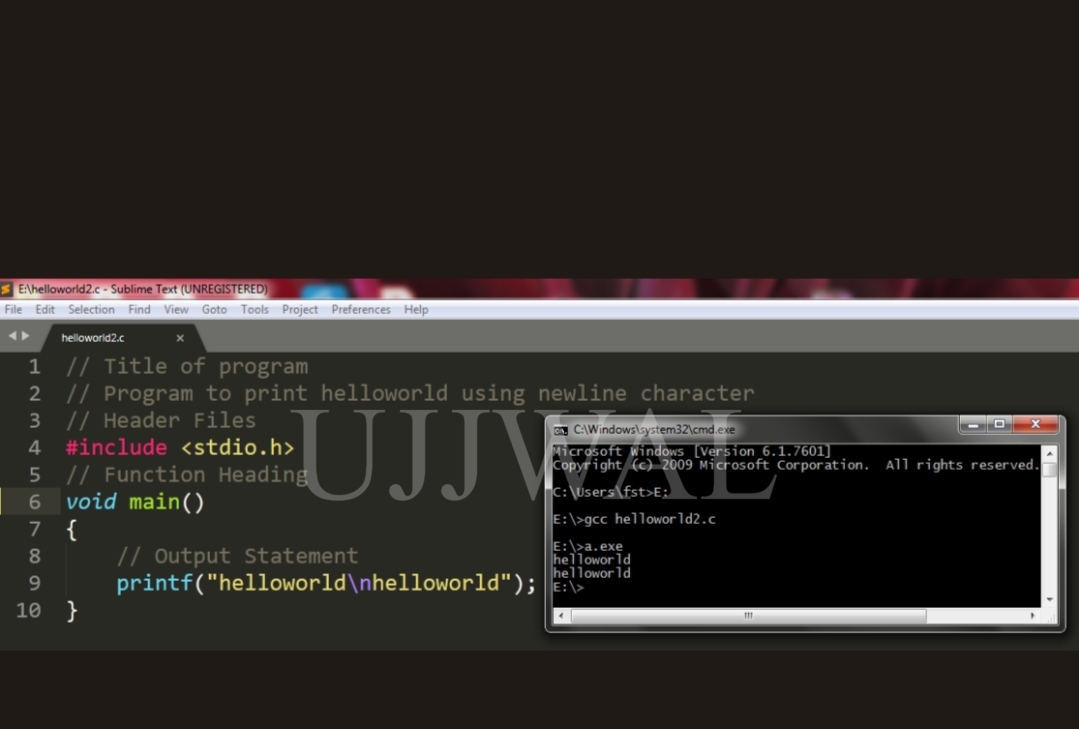 E:\helloworld2.c - Sublime Text (UNREGISTERED)
File Edit Selection Find View Goto Tools Project Preferences Help
helloworld2.c
1 // Title of program
2 // Program to print helloworld using newline character
3 // Header Files
4 #include <stdio.h>
5 // Function Heading
6 void main()
7 {
8 // Output Statement
9 printf("helloworld\nhelloworld");
10 }
UJJWAL
C:\Windows\system32\cmd.exe
Microsoft Windows [Version 6.1.7601]
Copyright (c) 2009 Microsoft Corporation. All rights reserved.
C:\Users\fst>E:
E:\>gcc helloworld2.c
E:\>a.exe
helloworld
helloworld
E:\>